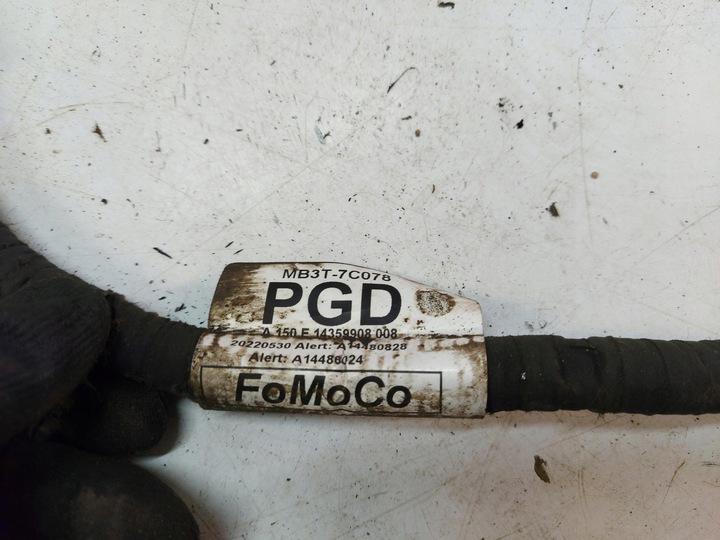 MB3T-7C078
PGD
A 150 E 14359908 008
20220530 Alert: A14480828
Alert: A14486024
FoMoCo